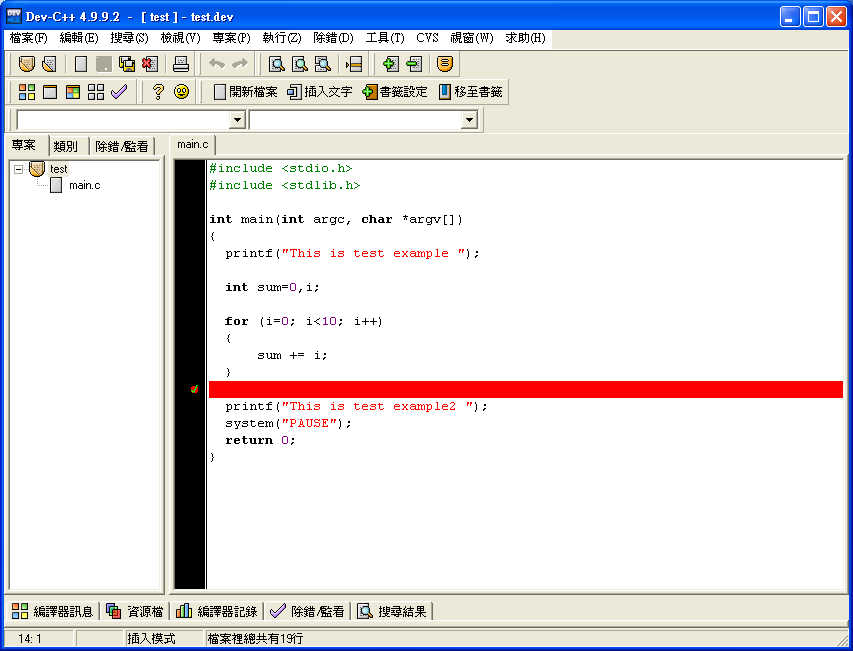 Dev-C++ 4.9.9.2 - [ test ] - test.dev
檔案(F) 編輯(E) 搜尋(S) 檢視(V) 專案(P) 執行(Z) 除錯(D) 工具(T) CVS 視窗(W) 求助(H)
開新檔案 插入文字 書籤設定 移至書籤
專案 類別 除錯/監看 main.c
test
main.c
#include <stdio.h>
#include <stdlib.h>
int main(int argc, char *argv[])
{
printf("This is test example ");
int sum=0,i;
for (i=0; i<10; i++)
{
sum += i;
}
printf("This is test example2 ");
system("PAUSE");
return 0;
}
編譯器訊息 資源檔 編譯器記錄 除錯/監看 搜尋結果
14: 1 插入模式 檔案裡總共有19行